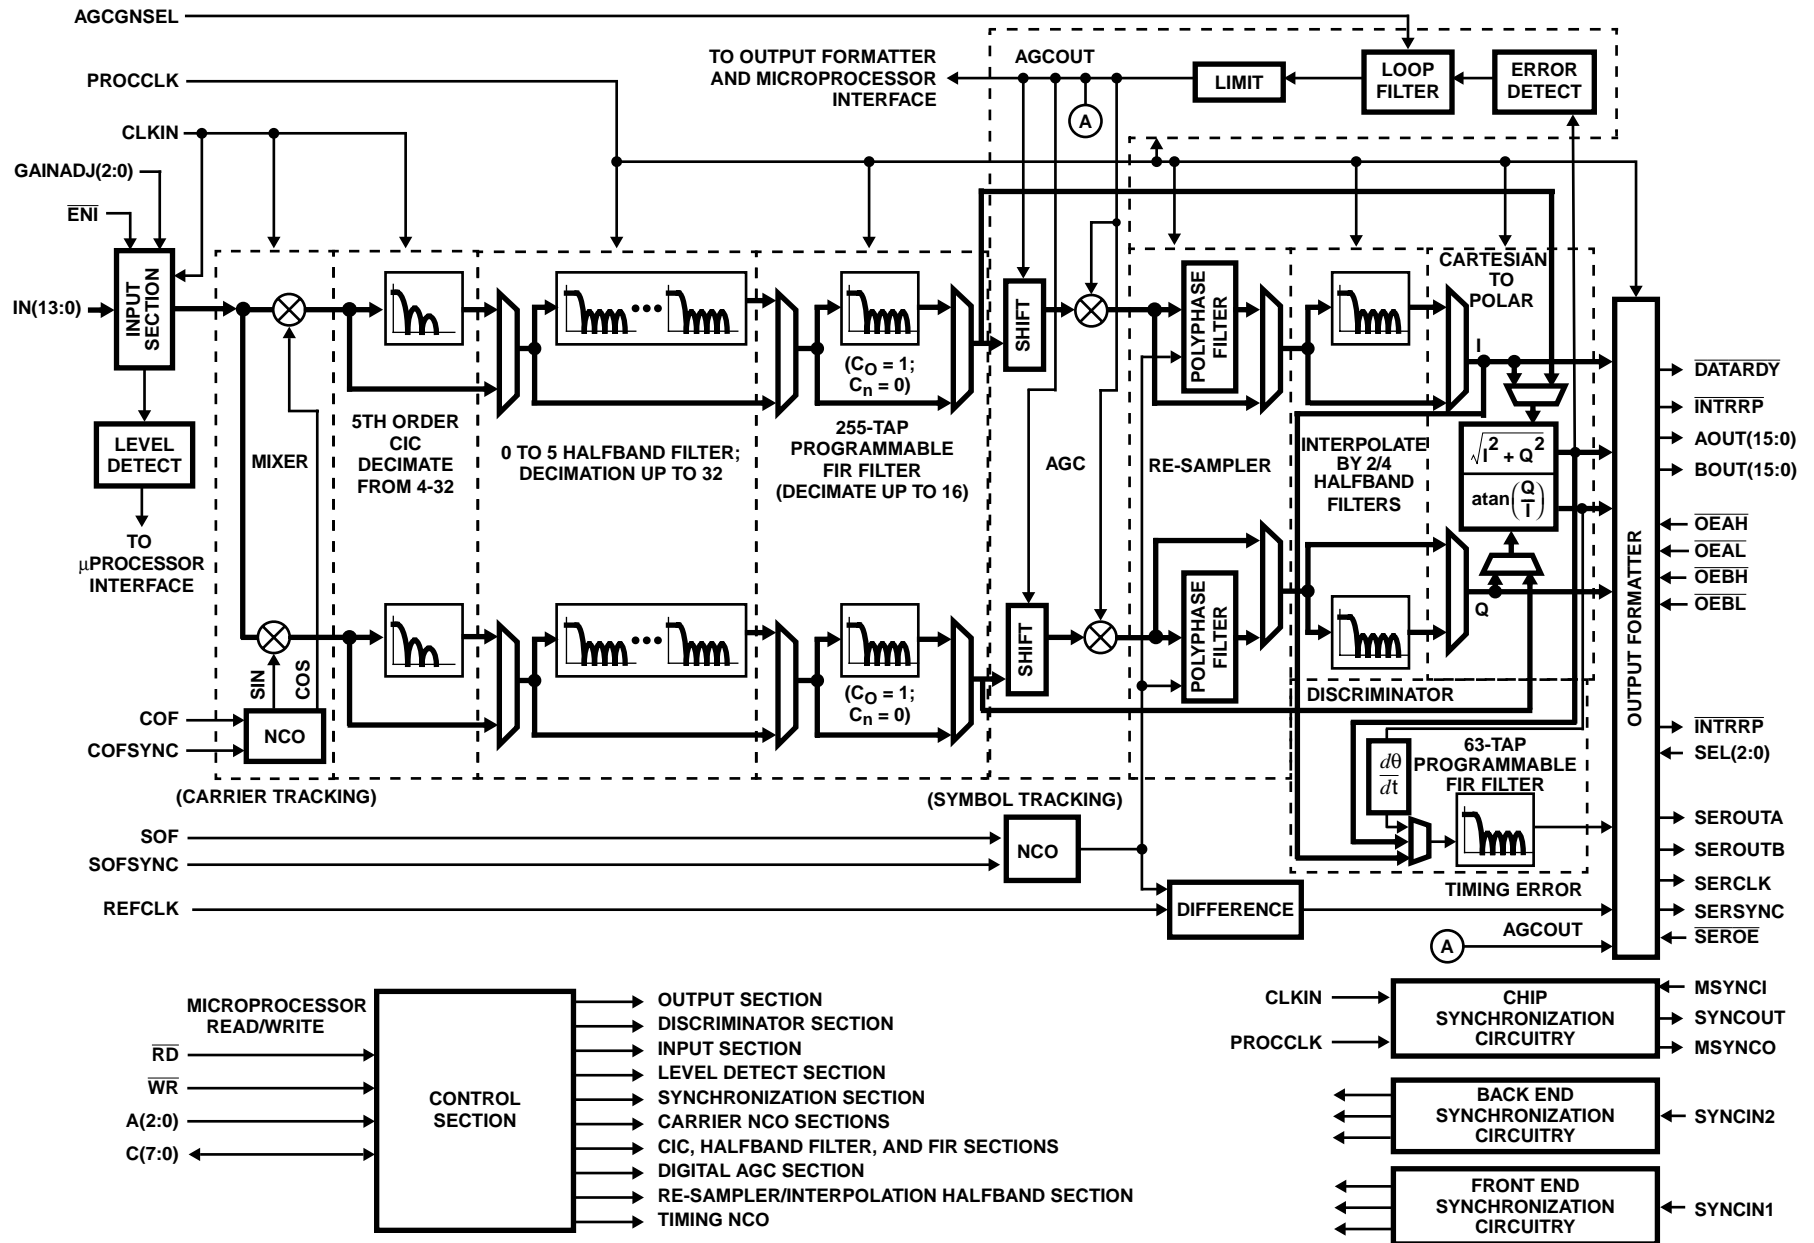 AGCGNSEL
PROCCLK
CLKIN
GAINADJ(2:0)
ENI
IN(13:0)
INPUT
SECTION
LEVEL
DETECT
TO
μPROCESSOR
INTERFACE
MIXER
SIN
COS
NCO
COF
COFSYNC
(CARRIER TRACKING)
5TH ORDER
CIC
DECIMATE
FROM 4-32
0 TO 5 HALFBAND FILTER;
DECIMATION UP TO 32
(CO = 1;
Cn = 0)
255-TAP
PROGRAMMABLE
FIR FILTER
(DECIMATE UP TO 16)
(CO = 1;
Cn = 0)
TO OUTPUT FORMATTER
AND MICROPROCESSOR
INTERFACE
AGCOUT
A
LIMIT
LOOP
FILTER
ERROR
DETECT
SHIFT
AGC
SHIFT
POLYPHASE
FILTER
RE-SAMPLER
POLYPHASE
FILTER
INTERPOLATE
BY 2/4
HALFBAND
FILTERS
CARTESIAN
TO
POLAR
I
√I2 + Q2
atan(Q/I)
Q
DISCRIMINATOR
dθ
dt
63-TAP
PROGRAMMABLE
FIR FILTER
TIMING ERROR
(SYMBOL TRACKING)
SOF
SOFSYNC
NCO
REFCLK
DIFFERENCE
AGCOUT
A
OUTPUT FORMATTER
DATARDY
INTRRP
AOUT(15:0)
BOUT(15:0)
OEAH
OEAL
OEBH
OEBL
INTRRP
SEL(2:0)
SEROUTA
SEROUTB
SERCLK
SERSYNC
SEROE
MICROPROCESSOR
READ/WRITE
RD
WR
A(2:0)
C(7:0)
CONTROL
SECTION
OUTPUT SECTION
DISCRIMINATOR SECTION
INPUT SECTION
LEVEL DETECT SECTION
SYNCHRONIZATION SECTION
CARRIER NCO SECTIONS
CIC, HALFBAND FILTER, AND FIR SECTIONS
DIGITAL AGC SECTION
RE-SAMPLER/INTERPOLATION HALFBAND SECTION
TIMING NCO
CLKIN
PROCCLK
CHIP
SYNCHRONIZATION
CIRCUITRY
MSYNCI
SYNCOUT
MSYNCO
BACK END
SYNCHRONIZATION
CIRCUITRY
SYNCIN2
FRONT END
SYNCHRONIZATION
CIRCUITRY
SYNCIN1